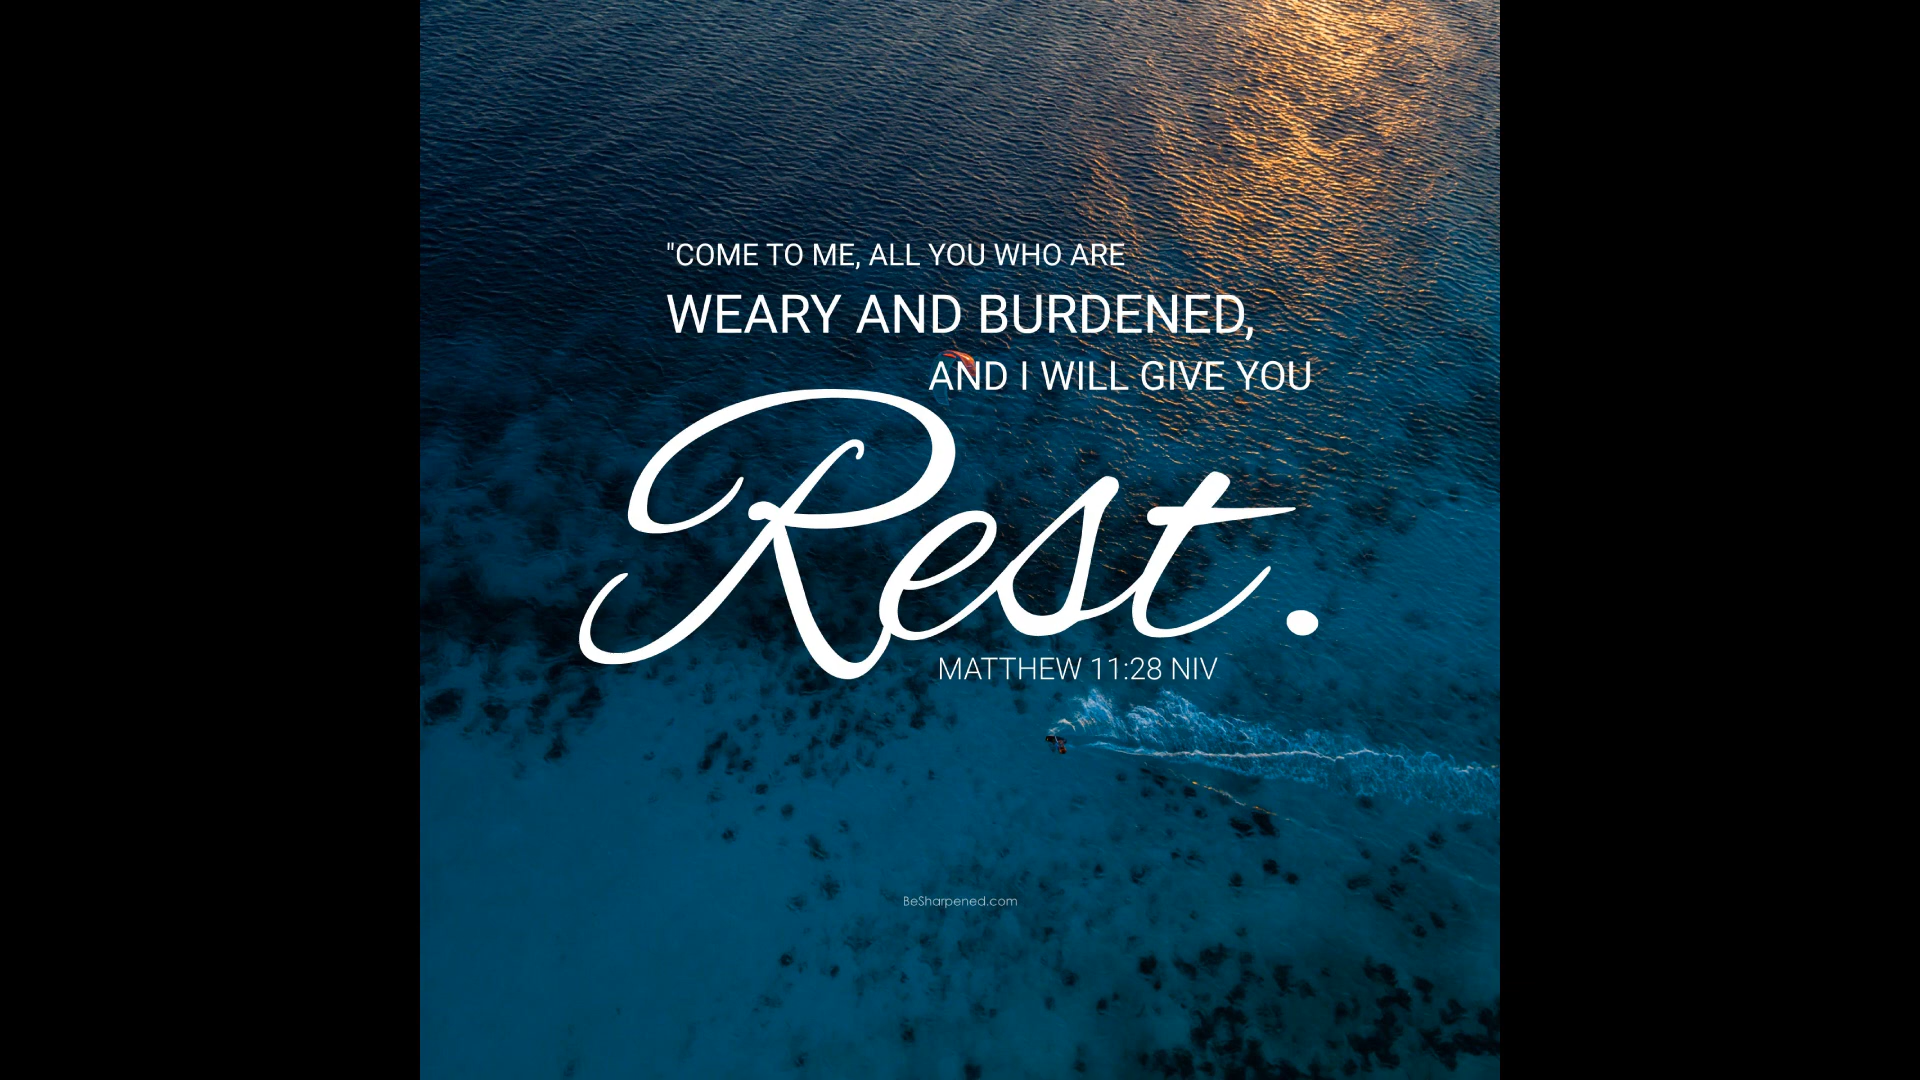 "COME TO ME, ALL YOU WHO ARE
WEARY AND BURDENED,
AND I WILL GIVE YOU
Rest.
MATTHEW 11:28 NIV
BeSharpened.com